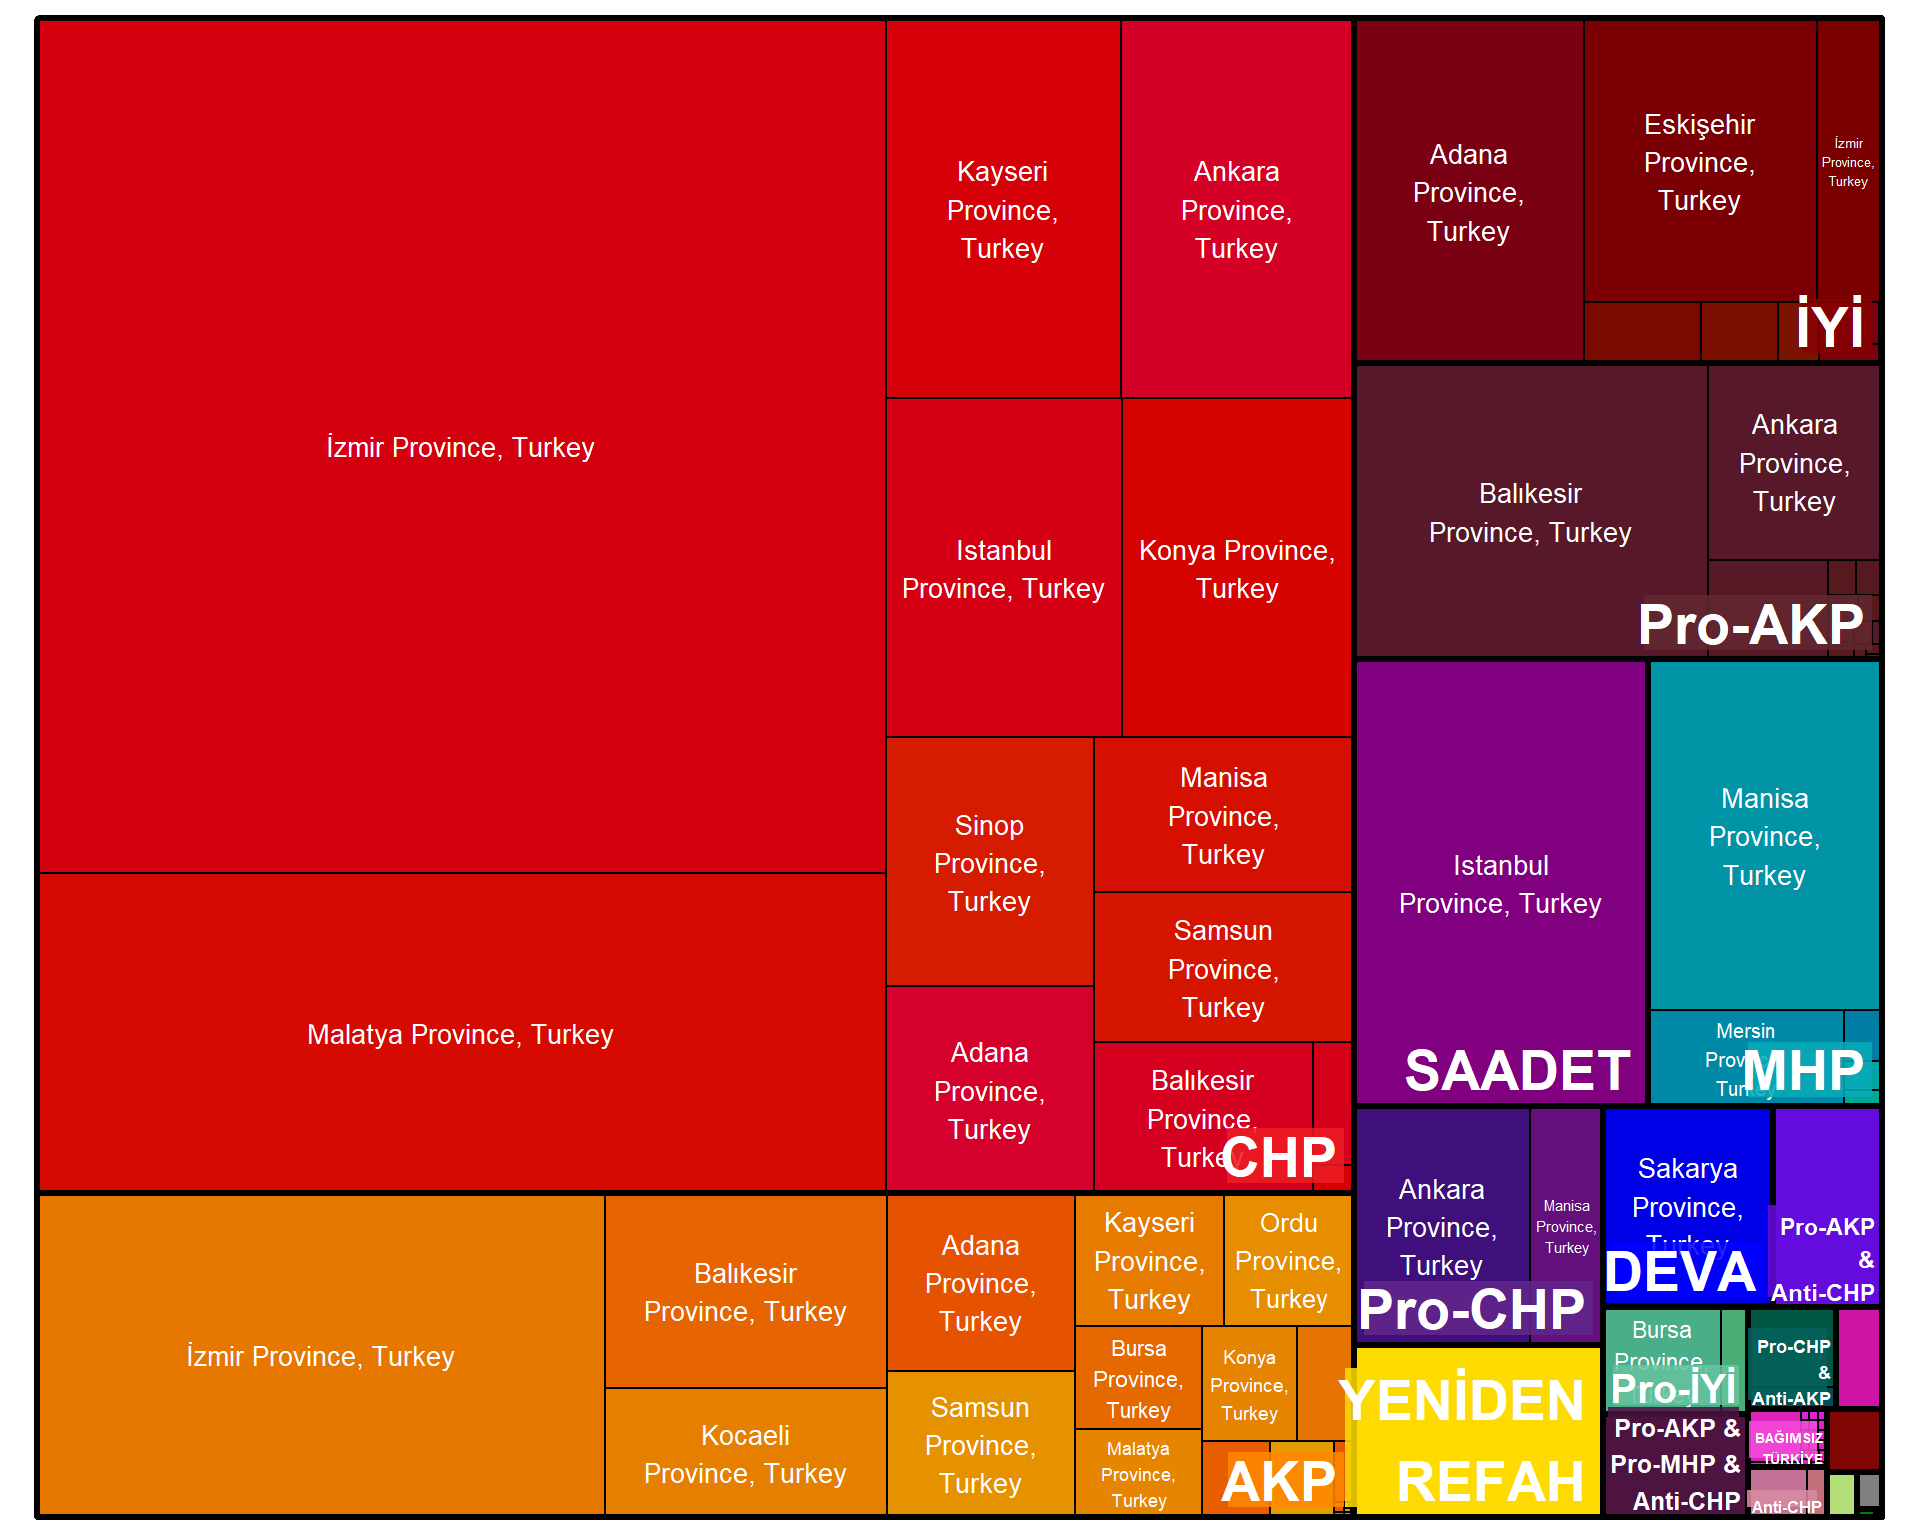 İzmir Province, Turkey
Malatya Province, Turkey
Kayseri
Province,
Turkey
Ankara
Province,
Turkey
Istanbul
Province, Turkey
Konya Province,
Turkey
Sinop
Province,
Turkey
Manisa
Province,
Turkey
Samsun
Province,
Turkey
Adana
Province,
Turkey
Balıkesir
Province,
Turkey
CHP
İzmir Province, Turkey
Balıkesir
Province, Turkey
Kocaeli
Province, Turkey
Adana
Province,
Turkey
Samsun
Province,
Turkey
Kayseri
Province,
Turkey
Ordu
Province,
Turkey
Bursa
Province,
Turkey
Konya
Province,
Turkey
Malatya
Province,
Turkey
AKP
Adana
Province,
Turkey
Eskişehir
Province,
Turkey
İzmir
Province,
Turkey
İYİ
Balıkesir
Province, Turkey
Ankara
Province,
Turkey
Pro-AKP
Istanbul
Province, Turkey
SAADET
Manisa
Province,
Turkey
Mersin
Province,
Turkey
MHP
Ankara
Province,
Turkey
Manisa
Province,
Turkey
Pro-CHP
Sakarya
Province,
Turkey
DEVA
Pro-AKP
&
Anti-CHP
YENİDEN
REFAH
Bursa
Province,
Pro-İYİ
Pro-CHP
&
Anti-AKP
Pro-AKP &
Pro-MHP &
Anti-CHP
BAĞIMSIZ
TÜRKİYE
Anti-CHP